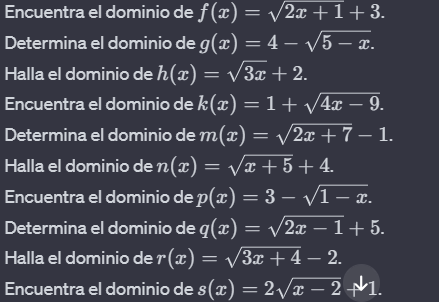 Encuentra el dominio de f(x) = √(2x + 1) + 3.
Determina el dominio de g(x) = 4 − √(5 − x).
Halla el dominio de h(x) = √(3x) + 2.
Encuentra el dominio de k(x) = 1 + √(4x − 9).
Determina el dominio de m(x) = √(2x + 7) − 1.
Halla el dominio de n(x) = √(x + 5) + 4.
Encuentra el dominio de p(x) = 3 − √(1 − x).
Determina el dominio de q(x) = √(2x − 1) + 5.
Halla el dominio de r(x) = √(3x + 4) − 2.
Encuentra el dominio de s(x) = 2√(x − 2) + 1.